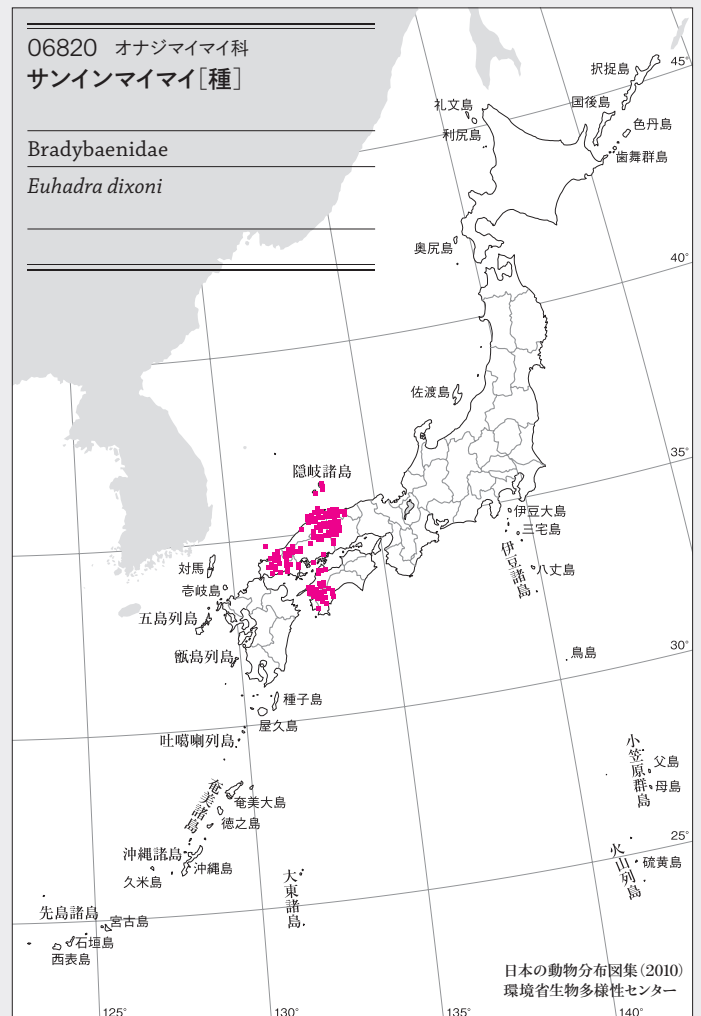 06820 オナジマイマイ科
サンインマイマイ［種］
Bradybaenidae
Euhadra dixoni
択捉島
45°
礼文島
国後島
利尻島
色丹島
歯舞群島
奥尻島
40°
佐渡島
35°
隠岐諸島
伊豆大島
三宅島
伊豆諸島
八丈島
対馬
壱岐島
五島列島
甑島列島
鳥島
30°
種子島
屋久島
吐噶喇列島
小笠原群島
父島
母島
奄美諸島
奄美大島
徳之島
25°
沖縄諸島
沖縄島
久米島
火山列島
硫黄島
大東諸島
先島諸島
宮古島
石垣島
西表島
日本の動物分布図集（2010）
環境省生物多様性センター
125°
130°
135°
140°